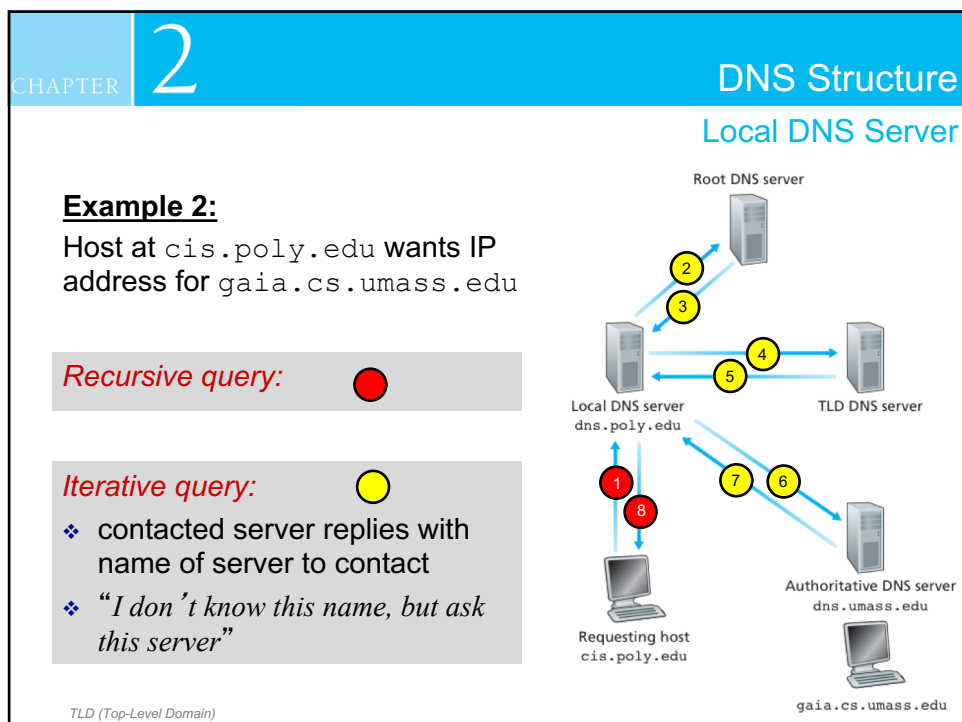 CHAPTER 2
DNS Structure
Local DNS Server
Example 2:
Host at cis.poly.edu wants IP
address for gaia.cs.umass.edu
Recursive query:
Iterative query:
❖ contacted server replies with
name of server to contact
❖ “I don’t know this name, but ask
this server”
TLD (Top-Level Domain)
Root DNS server
2
3
4
5
Local DNS server
dns.poly.edu
TLD DNS server
1
8
7
6
Requesting host
cis.poly.edu
Authoritative DNS server
dns.umass.edu
gaia.cs.umass.edu